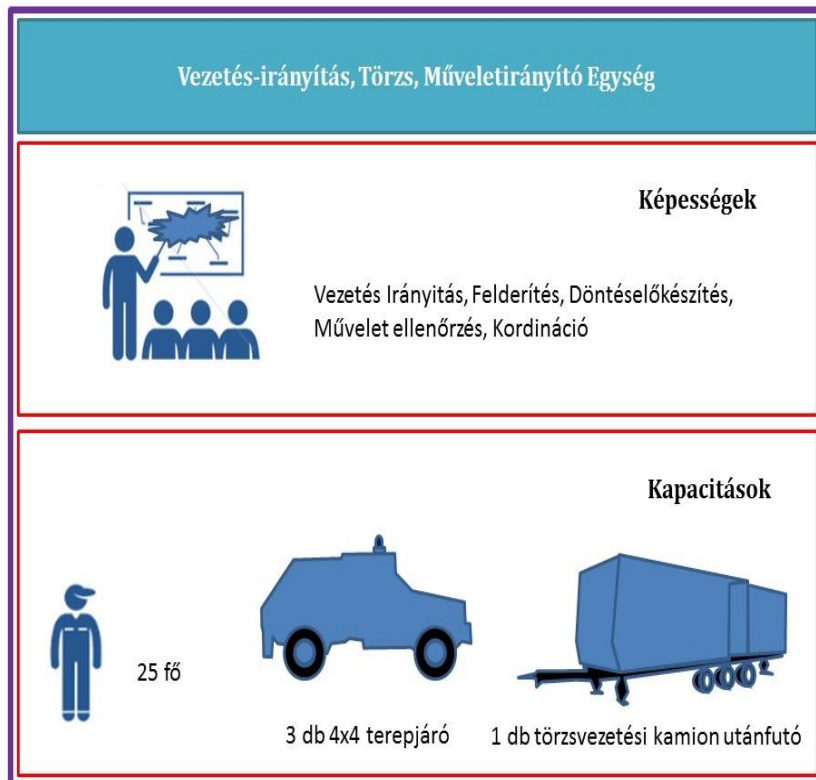 Vezetés-irányítás, Törzs, Műveletirányító Egység
Képességek
Vezetés Irányitás, Felderítés, Döntéselőkészítés,
Művelet ellenőrzés, Kordináció
Kapacitások
25 fő
3 db 4x4 terepjáró
1 db törzsvezetési kamion utánfutó